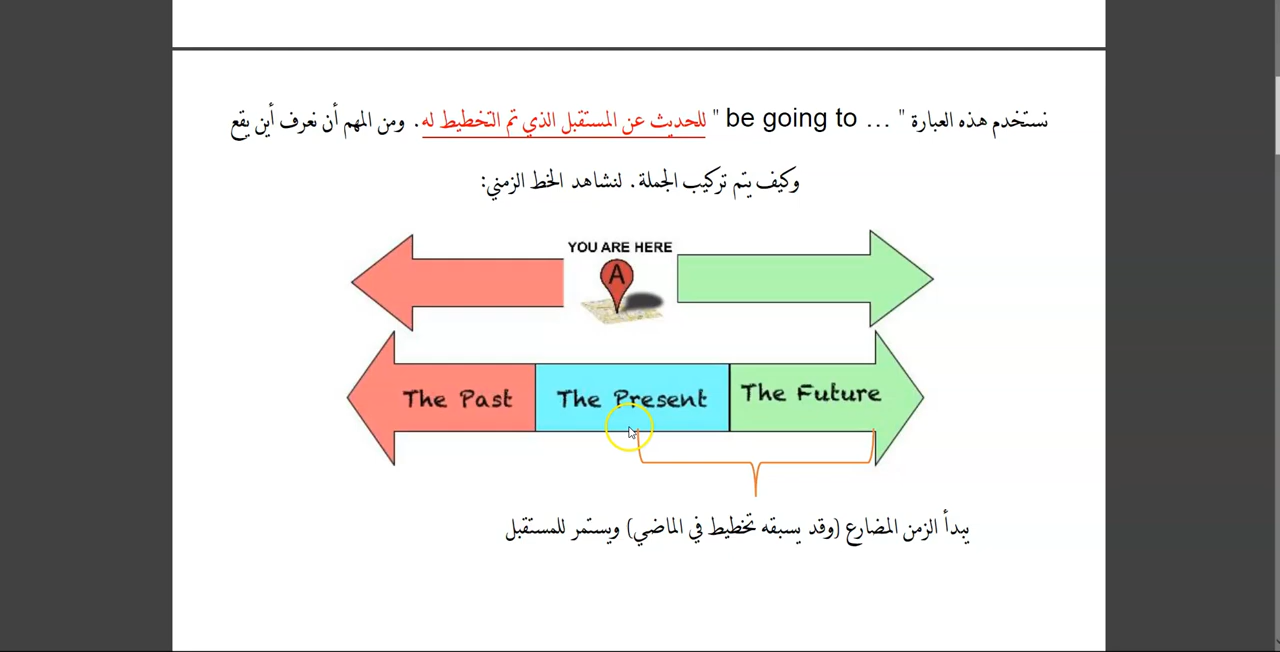 نستخدم هذه العبارة " ... be going to " للحديث عن المستقبل الذي تم التخطيط له. ومن المهم أن نعرف أين يقع
وكيف يتم تركيب الجملة. لنشاهد الخط الزمني:
YOU ARE HERE
A
The Past The Present The Future
يبدأ الزمن المضارع (وقد يسبقه تخطيط في الماضي) ويستمر للمستقبل